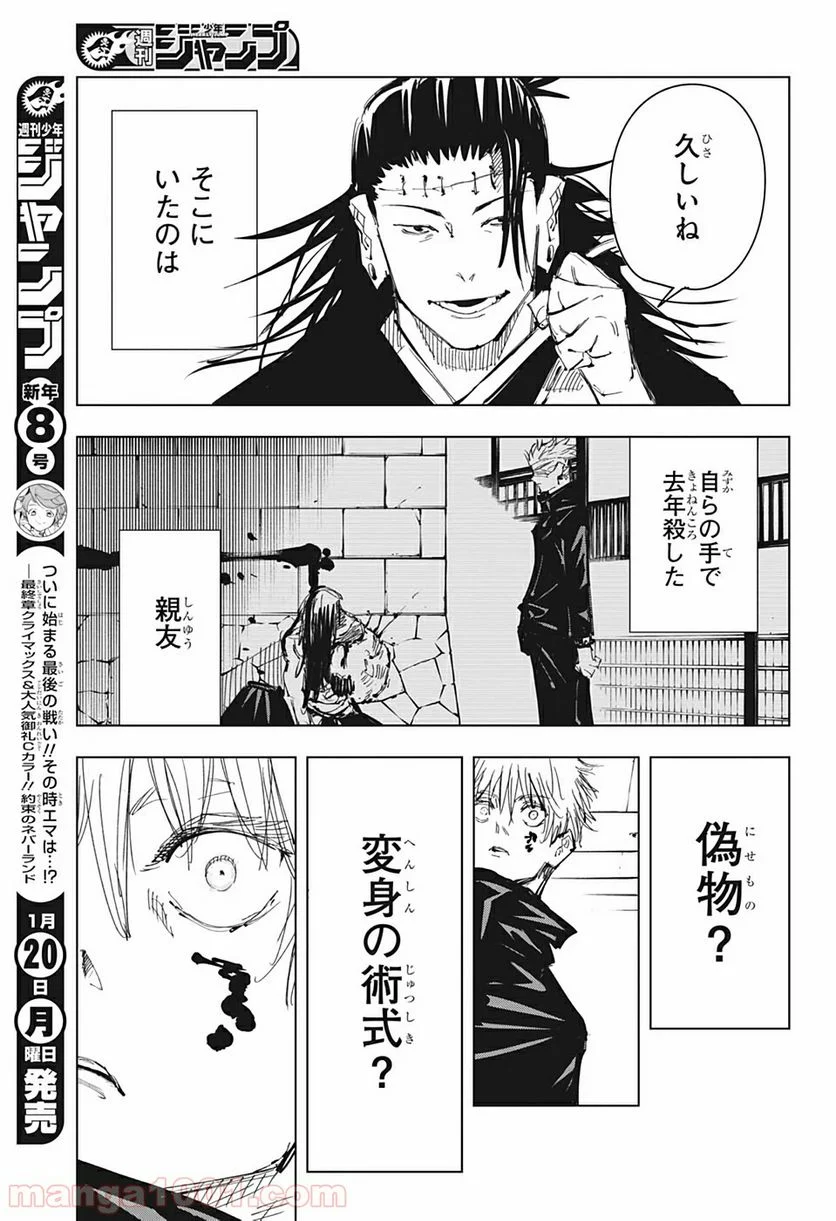 週刊少年ジャンプ
久しいね
そこに
いたのは
自らの手で
去年殺した
親友
偽物?
変身の術式?
週刊少年
ジャンプ
新年
8
号
ついに始まる最後の戦い!!その時エマは…!?
―最終章クライマックス&大人気御礼Cカラー!!約束のネバーランド
1月
20
日
月
曜日
発売